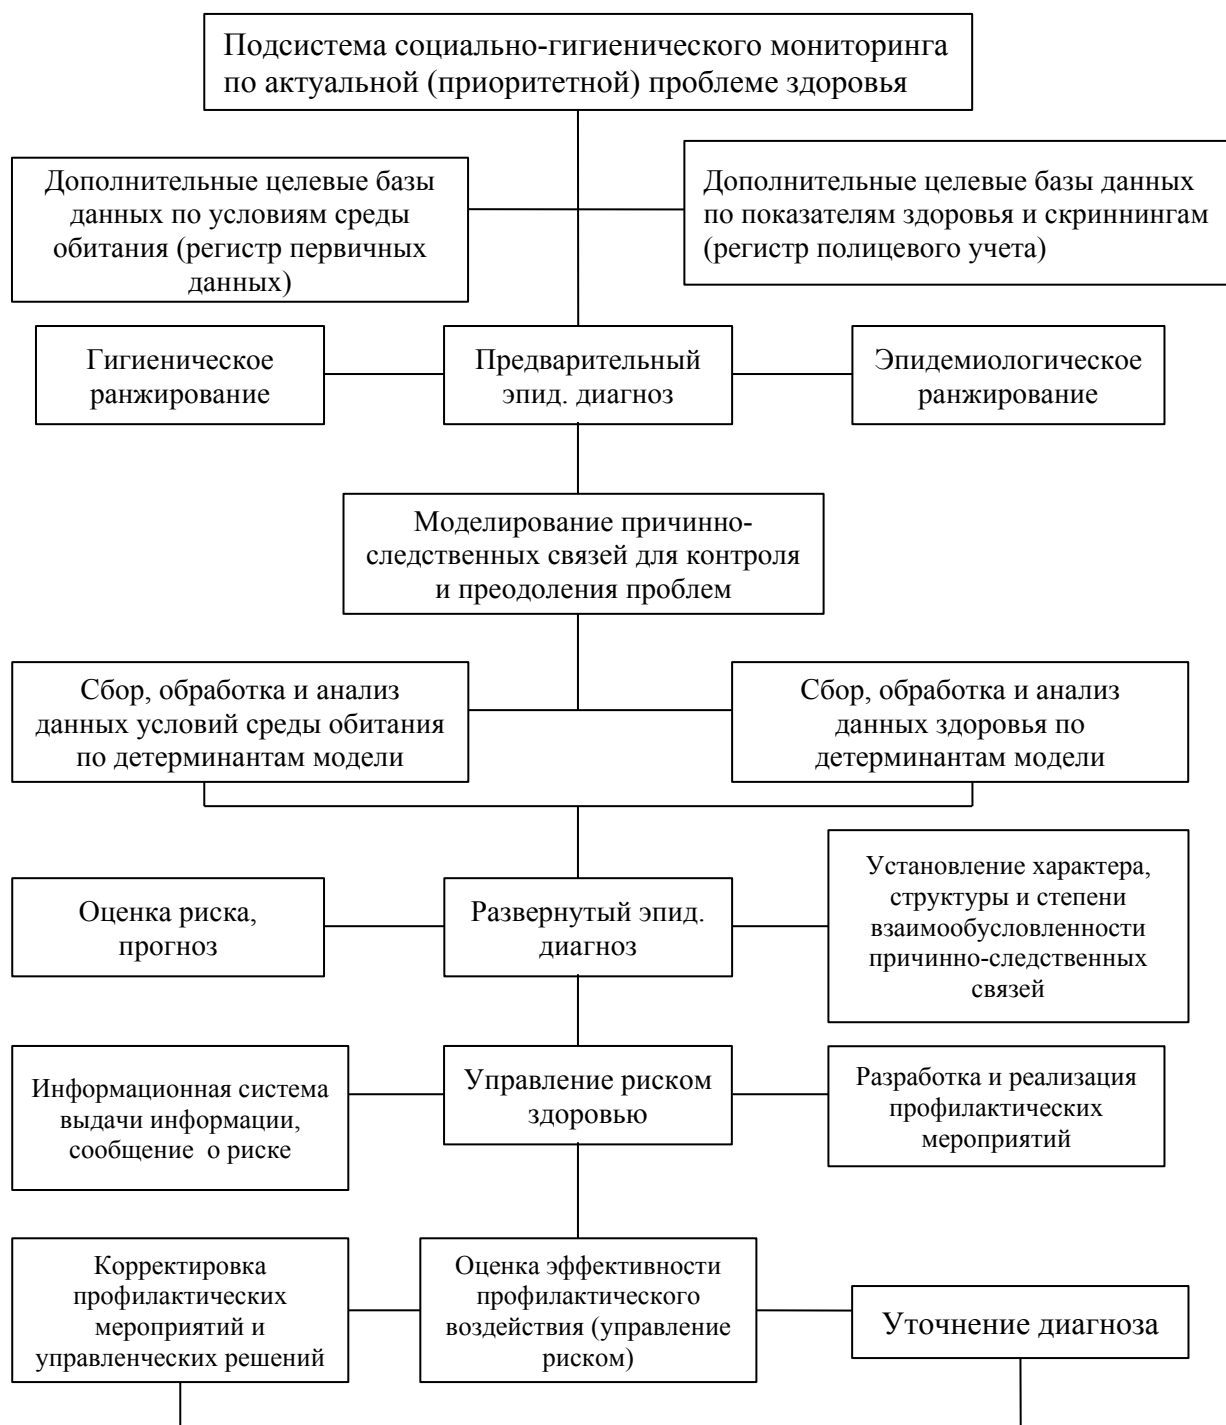 Подсистема социально-гигиенического мониторинга
по актуальной (приоритетной) проблеме здоровья
Дополнительные целевые базы
данных по условиям среды
обитания (регистр первичных
данных)
Дополнительные целевые базы данных
по показателям здоровья и скриннингам
(регистр полицевого учета)
Гигиеническое
ранжирование
Предварительный
эпид. диагноз
Эпидемиологическое
ранжирование
Моделирование причинно-
следственных связей для контроля
и преодоления проблем
Сбор, обработка и анализ
данных условий среды обитания
по детерминантам модели
Сбор, обработка и анализ
данных здоровья по
детерминантам модели
Оценка риска,
прогноз
Развернутый эпид.
диагноз
Установление характера,
структуры и степени
взаимообусловленности
причинно-следственных
связей
Информационная система
выдачи информации,
сообщение о риске
Управление риском
здоровью
Разработка и реализация
профилактических
мероприятий
Корректировка
профилактических
мероприятий и
управленческих решений
Оценка эффективности
профилактического
воздействия (управление
риском)
Уточнение диагноза